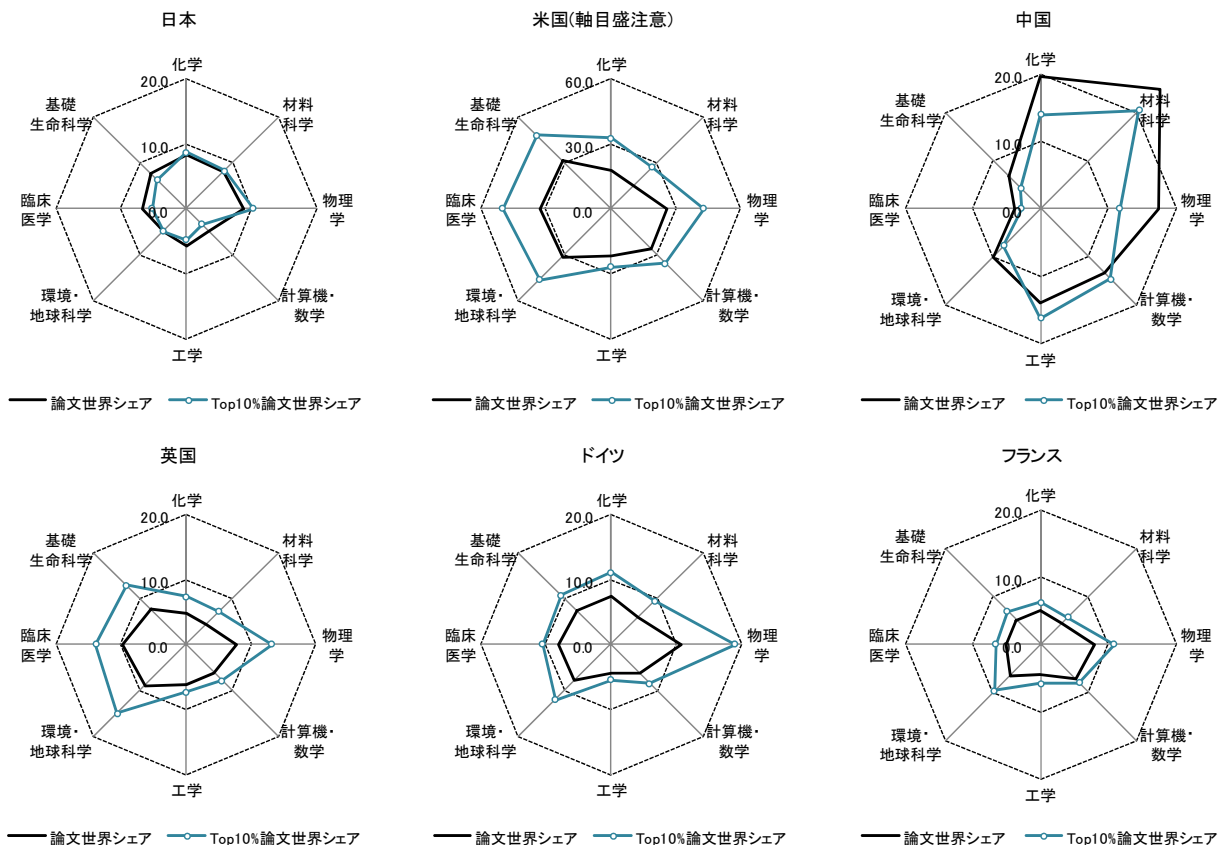 日本
化学
材料
科学
物理
学
計算機・
数学
工学
環境・
地球科学
臨床
医学
基礎
生命科学
20.0
10.0
0.0
論文世界シェア
Top10%論文世界シェア
米国(軸目盛注意)
化学
材料
科学
物理
学
計算機・
数学
工学
環境・
地球科学
臨床
医学
基礎
生命科学
60.0
30.0
0.0
論文世界シェア
Top10%論文世界シェア
中国
化学
材料
科学
物理
学
計算機・
数学
工学
環境・
地球科学
臨床
医学
基礎
生命科学
20.0
10.0
0.0
論文世界シェア
Top10%論文世界シェア
英国
化学
材料
科学
物理
学
計算機・
数学
工学
環境・
地球科学
臨床
医学
基礎
生命科学
20.0
10.0
0.0
論文世界シェア
Top10%論文世界シェア
ドイツ
化学
材料
科学
物理
学
計算機・
数学
工学
環境・
地球科学
臨床
医学
基礎
生命科学
20.0
10.0
0.0
論文世界シェア
Top10%論文世界シェア
フランス
化学
材料
科学
物理
学
計算機・
数学
工学
環境・
地球科学
臨床
医学
基礎
生命科学
20.0
10.0
0.0
論文世界シェア
Top10%論文世界シェア